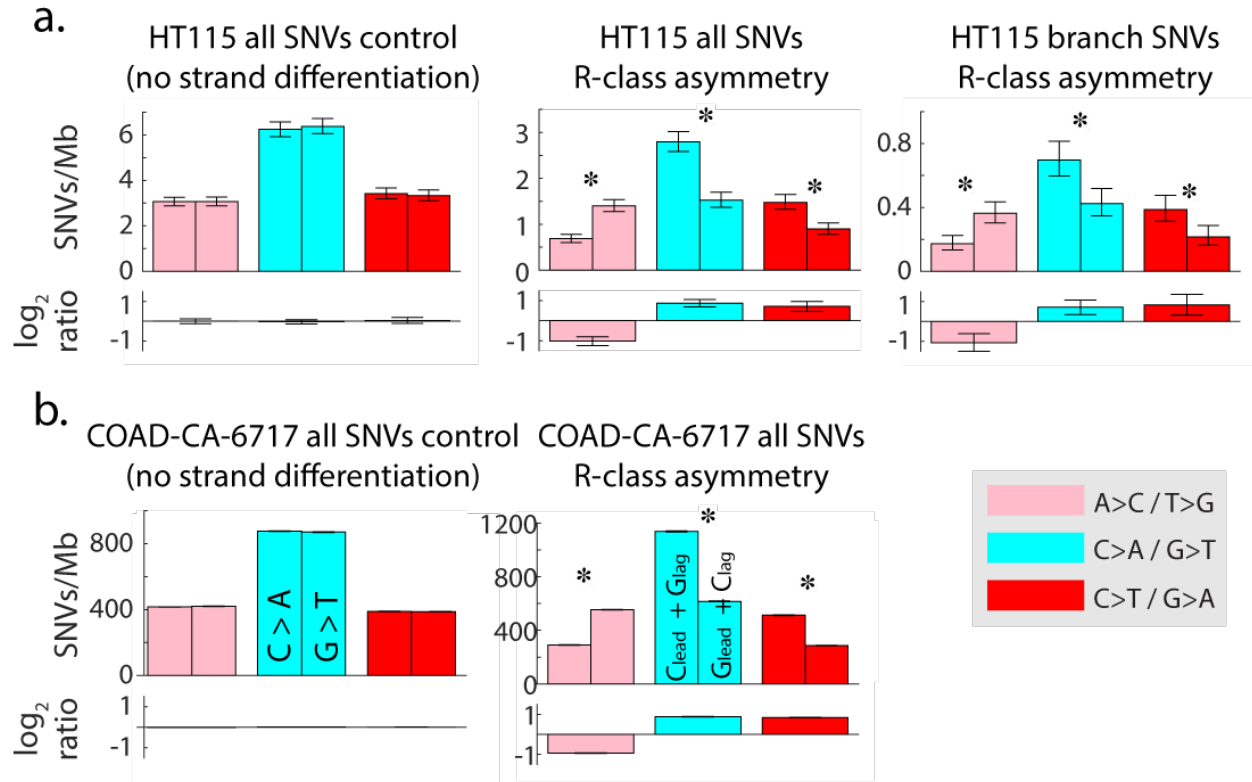 a.
HT115 all SNVs control
(no strand differentiation)
HT115 all SNVs
R-class asymmetry
HT115 branch SNVs
R-class asymmetry
SNVs/Mb
6
4
2
0
3
2
1
0
0.8
0.4
0
* * *
* * *
log2
ratio
1
-1
1
-1
1
-1
b.
COAD-CA-6717 all SNVs control
(no strand differentiation)
COAD-CA-6717 all SNVs
R-class asymmetry
SNVs/Mb
800
400
0
C > A
G > T
1200
800
400
0
* * *
Clead + Glag
Glead + Clag
log2
ratio
1
-1
1
-1
A>C / T>G
C>A / G>T
C>T / G>A